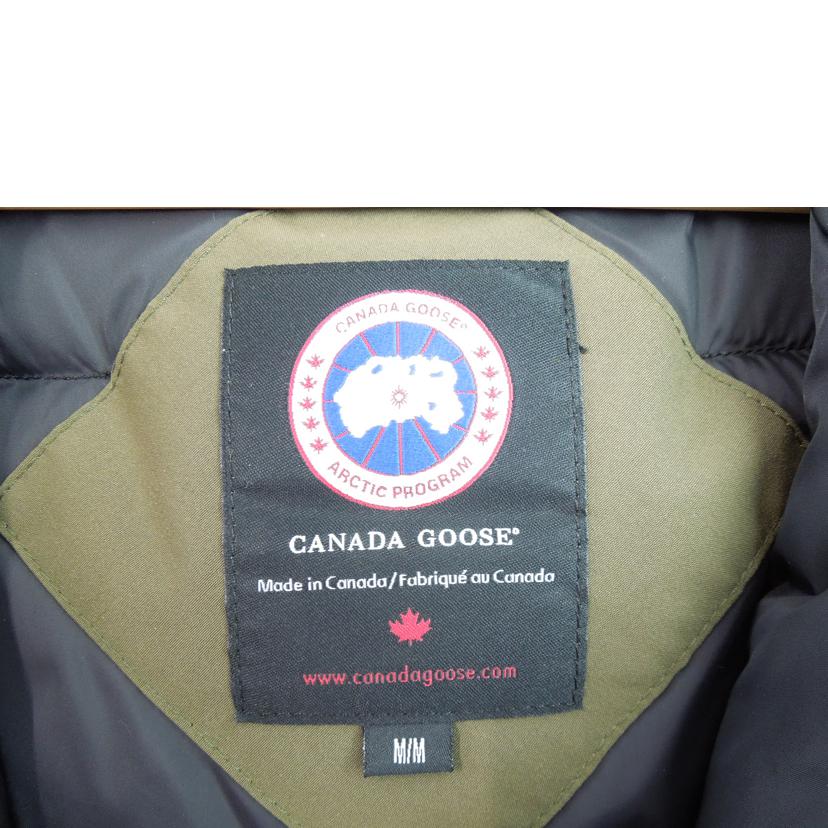 CANADA GOOSE®
ARCTIC PROGRAM
CANADA GOOSE®
Made in Canada/Fabriqué au Canada
www.canadagoose.com
M/M